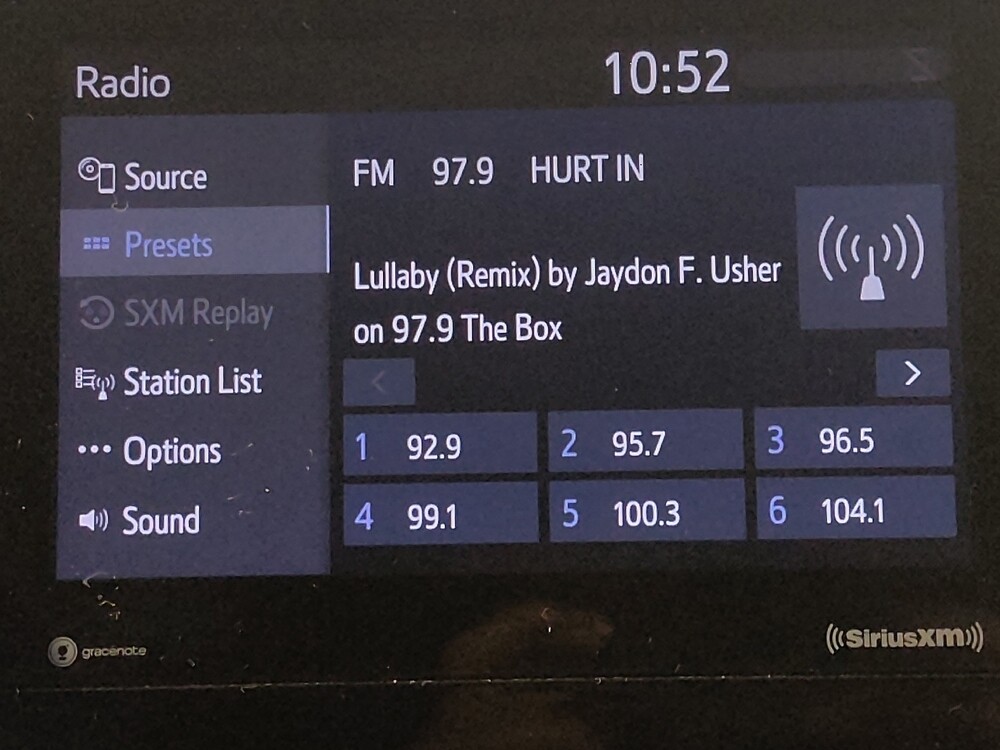 Radio
10:52
Source
Presets
SXM Replay
Station List
Options
Sound
FM 97.9 HURT IN
Lullaby (Remix) by Jaydon F. Usher
on 97.9 The Box
<
>
1 92.9
2 95.7
3 96.5
4 99.1
5 100.3
6 104.1
gracenote
SiriusXM